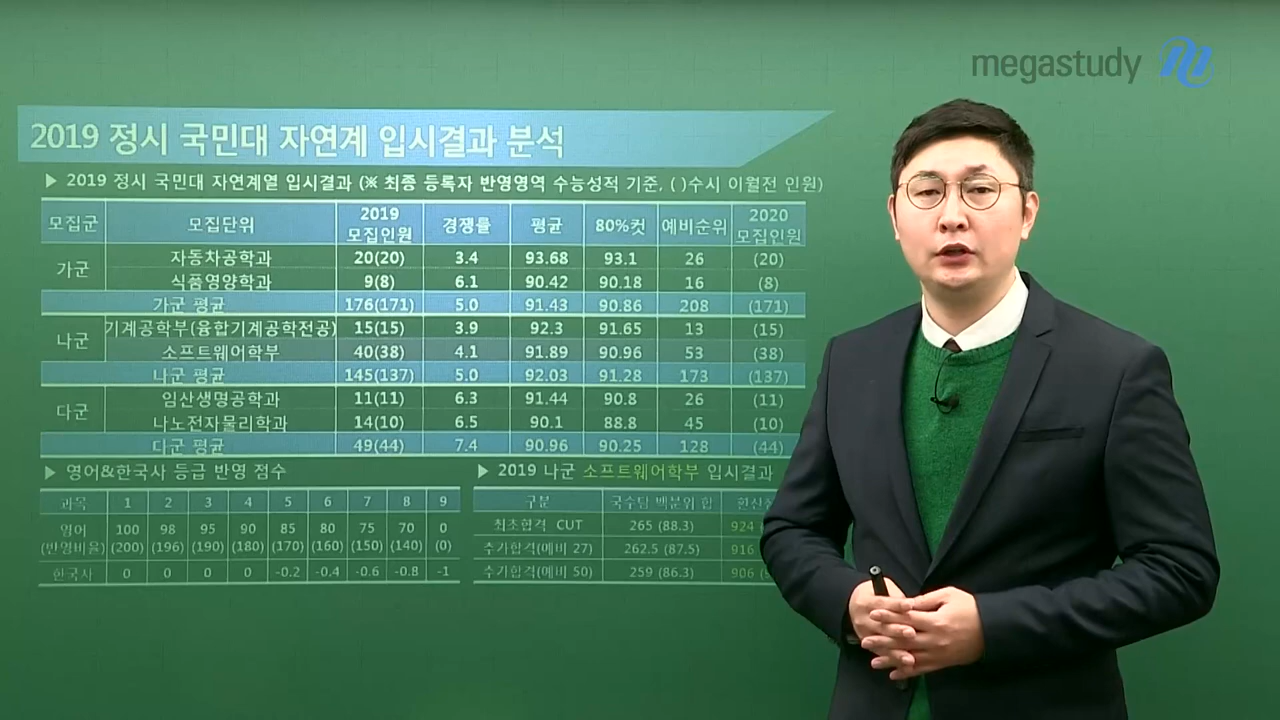 megastudy
2019 정시 국민대 자연계 입시결과 분석
▶ 2019 정시 국민대 자연계열 입시결과 (※ 최종 등록자 반영영역 수능성적 기준, ( )수시 이월전 인원)
모집군 모집단위 2019 모집인원 경쟁률 평균 80%컷 예비순위 2020 모집인원
가군 자동차공학과 20(20) 3.4 93.68 93.1 26 (20)
식품영양학과 9(8) 6.1 90.42 90.18 16 (8)
가군 평균 176(171) 5.0 91.43 90.86 208 (171)
나군 기계공학부(융합기계공학전공) 15(15) 3.9 92.3 91.65 13 (15)
소프트웨어학부 40(38) 4.1 91.89 90.96 53 (38)
나군 평균 145(137) 5.0 92.03 91.28 173 (137)
다군 임산생명공학과 11(11) 6.3 91.44 90.8 26 (11)
나노전자물리학과 14(10) 6.5 90.1 88.8 45 (10)
다군 평균 49(44) 7.4 90.96 90.25 128 (44)
▶ 영어&한국사 등급 반영 점수
과목 1 2 3 4 5 6 7 8 9
영어 100 98 95 90 85 80 75 70 0
(반영비율) (200) (196) (190) (180) (170) (160) (150) (140) (0)
한국사 0 0 0 0 -0.2 -0.4 -0.6 -0.8 -1
▶ 2019 나군 소프트웨어학부 입시결과
구분 국수탐 백분위 합
최초합격 CUT 265 (88.3) 924
추가합격(예비 27) 262.5 (87.5) 916
추가합격(예비 50) 259 (86.3) 906